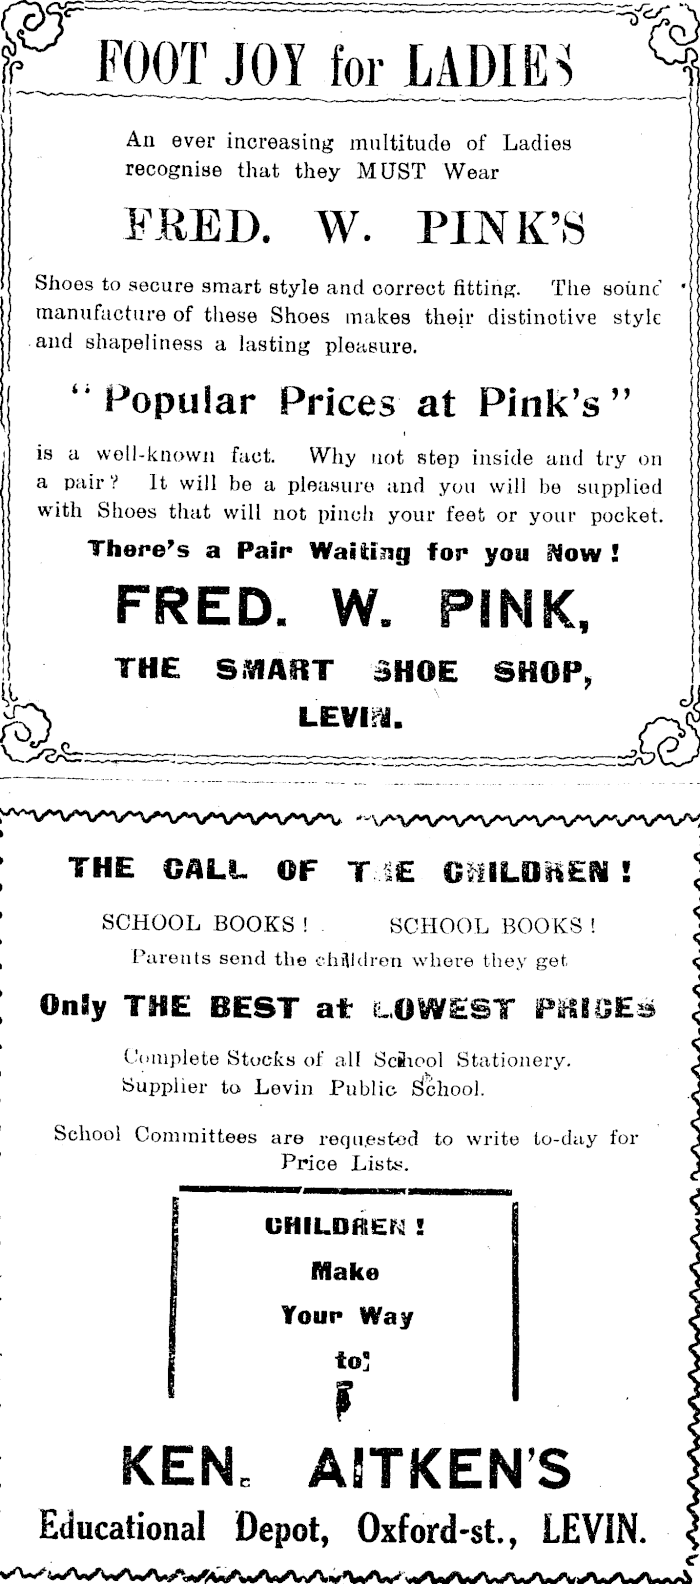 FOOT JOY for LADIES
An ever increasing multitude of Ladies
recognise that they MUST Wear
FRED. W. PINK'S
Shoes to secure smart style and correct fitting. The sound
manufacture of these Shoes makes their distinctive style
and shapeliness a lasting pleasure.
"Popular Prices at Pink's"
is a well-known fact. Why not step inside and try on
a pair? It will be a pleasure and you will be supplied
with Shoes that will not pinch your feet or your pocket.
There's a Pair Waiting for you Now!
FRED. W. PINK,
THE SMART SHOE SHOP,
LEVIN.
THE CALL OF THE CHILDREN!
SCHOOL BOOKS! SCHOOL BOOKS!
Parents send the children where they get
Only THE BEST at LOWEST PRICES
Complete Stocks of all School Stationery.
Supplier to Levin Public School.
School Committees are requested to write to-day for
Price Lists.
CHILDREN!
Make
Your Way
to:
KEN. AITKEN'S
Educational Depot, Oxford-st., LEVIN.